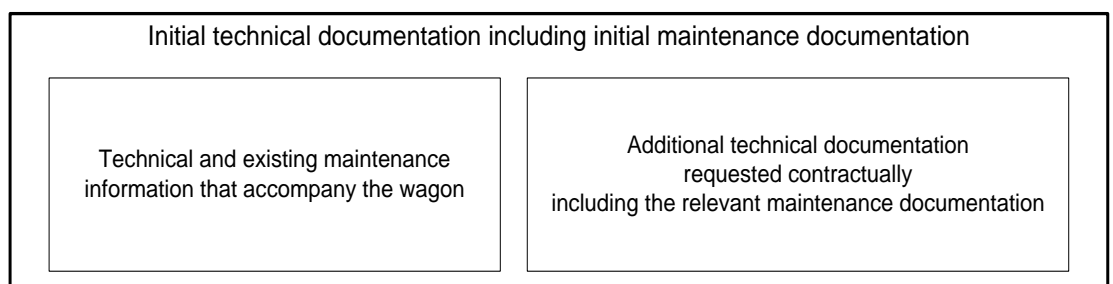 Initial technical documentation including initial maintenance documentation
Technical and existing maintenance
information that accompany the wagon
Additional technical documentation
requested contractually
including the relevant maintenance documentation